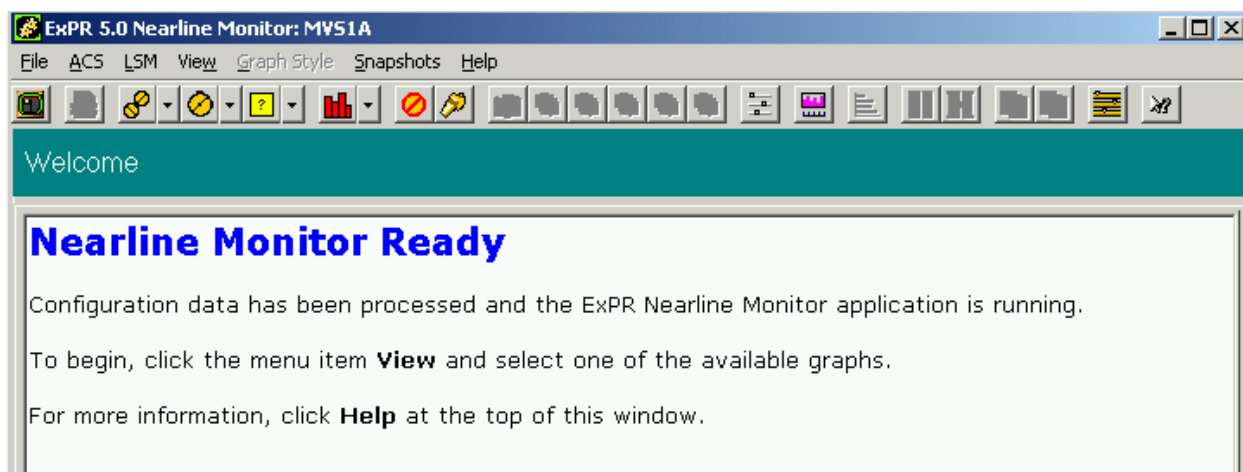 ExPR 5.0 Nearline Monitor: MVS1A
File ACS LSM View Graph Style Snapshots Help
Welcome
Nearline Monitor Ready
Configuration data has been processed and the ExPR Nearline Monitor application is running.
To begin, click the menu item View and select one of the available graphs.
For more information, click Help at the top of this window.